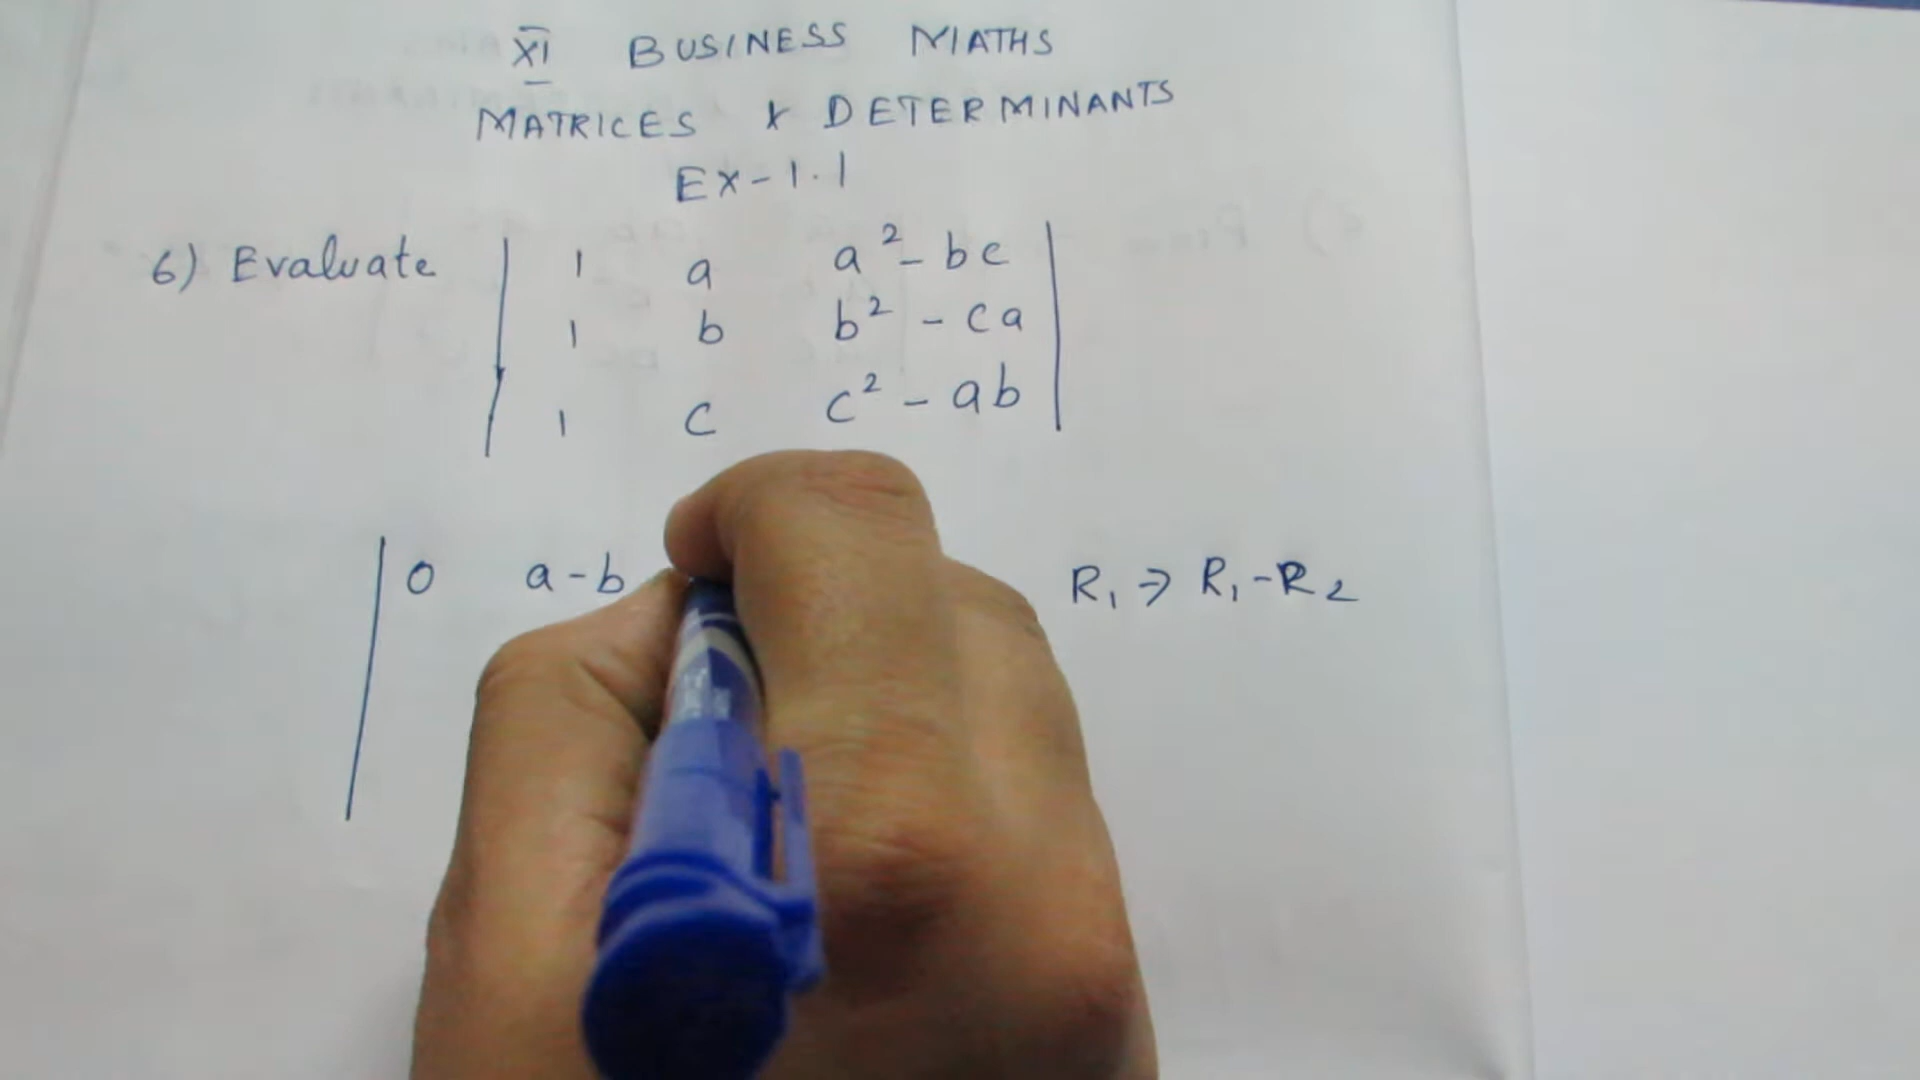 XI BUSINESS MATHS
MATRICES & DETERMINANTS
Ex-1.1
6) Evaluate | 1 a a² - bc |
| 1 b b² - ca |
| 1 c c² - ab |
| 0 a-b R₁ → R₁-R₂